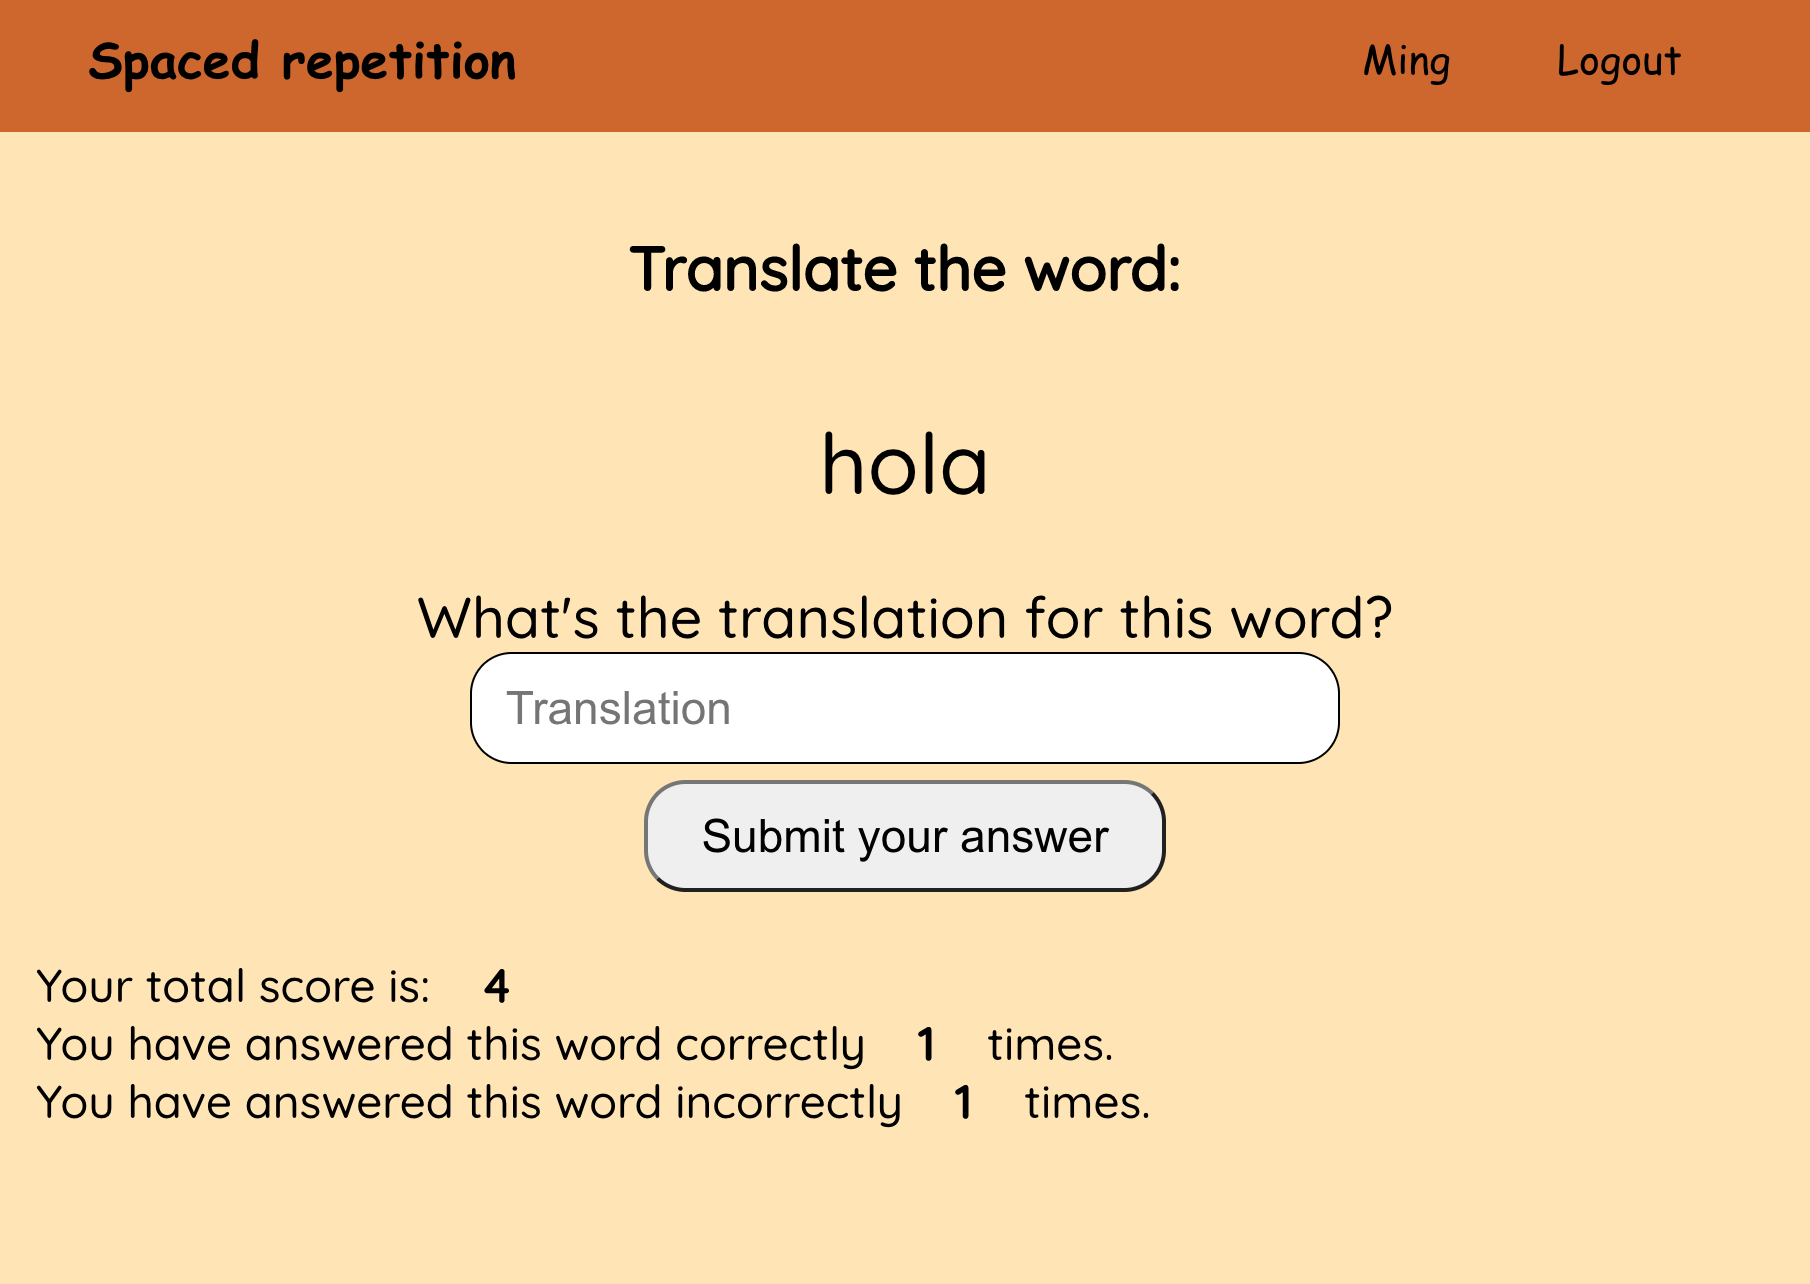 Spaced repetition Ming Logout
Translate the word:
hola
What's the translation for this word?
Translation
Submit your answer
Your total score is: 4
You have answered this word correctly 1 times.
You have answered this word incorrectly 1 times.